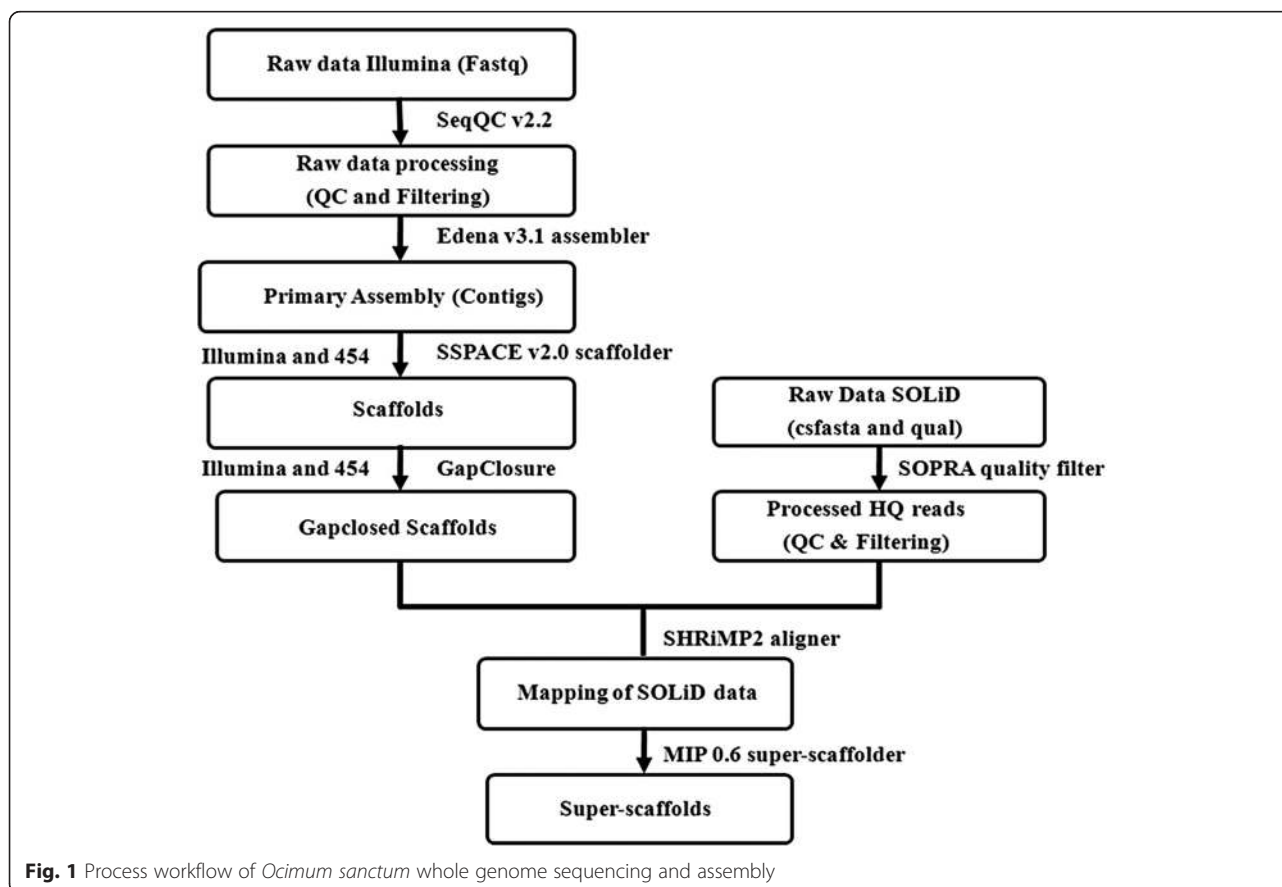 Raw data Illumina (Fastq)
SeqQC v2.2
Raw data processing
(QC and Filtering)
Edena v3.1 assembler
Primary Assembly (Contigs)
Illumina and 454
SSPACE v2.0 scaffolder
Scaffolds
Illumina and 454
GapClosure
Gapclosed Scaffolds
Raw Data SOLiD
(csfasta and qual)
SOPRA quality filter
Processed HQ reads
(QC & Filtering)
SHRiMP2 aligner
Mapping of SOLiD data
MIP 0.6 super-scaffolder
Super-scaffolds
Fig. 1 Process workflow of Ocimum sanctum whole genome sequencing and assembly